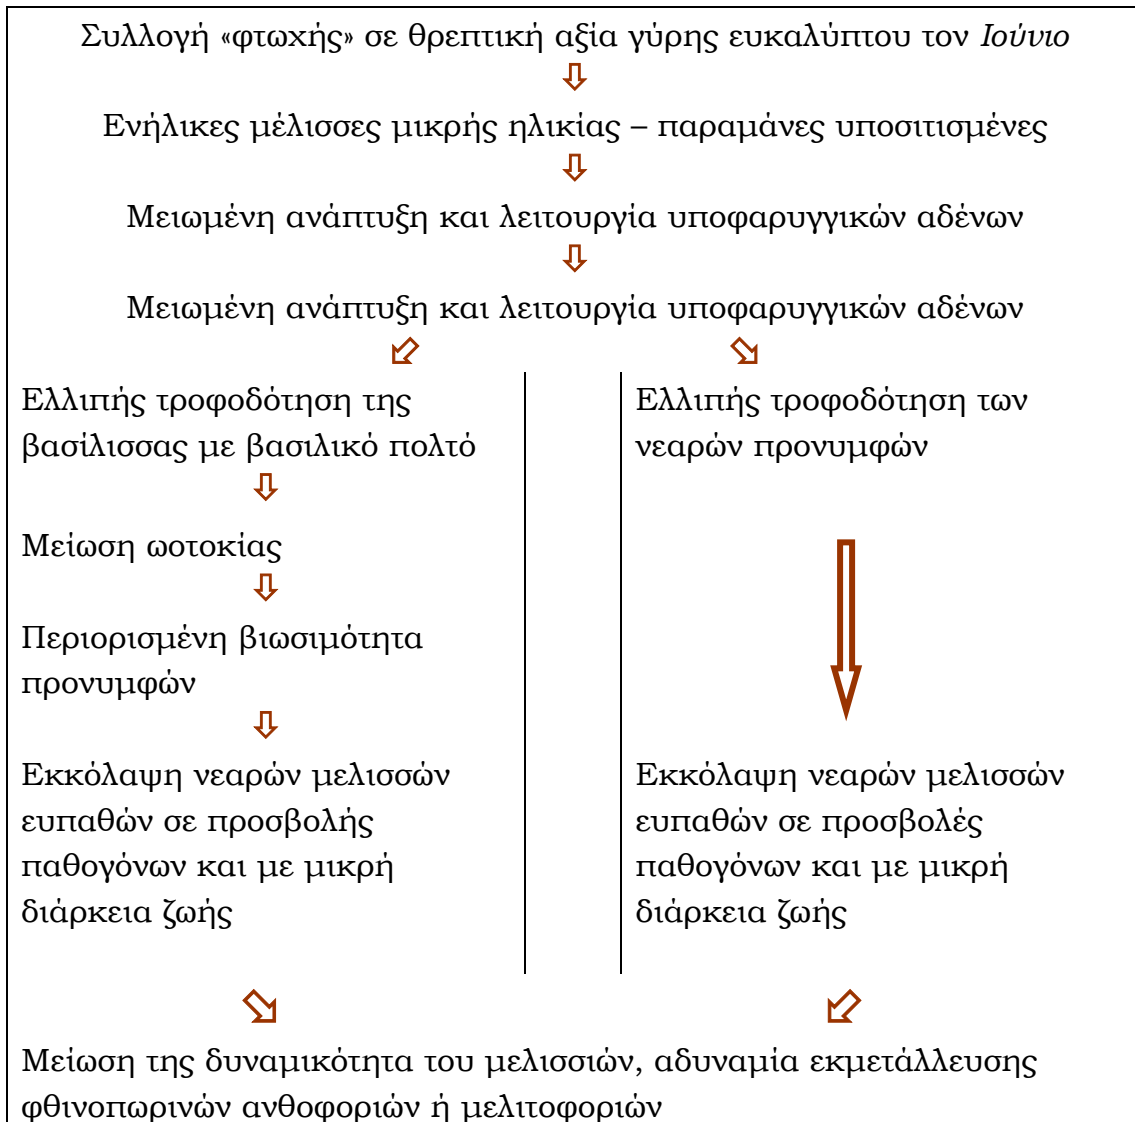 Συλλογή «φτωχής» σε θρεπτική αξία γύρης ευκαλύπτου τον Ιούνιο
Ενήλικες μέλισσες μικρής ηλικίας – παραμάνες υποσιτισμένες
Μειωμένη ανάπτυξη και λειτουργία υποφαρυγγικών αδένων
Μειωμένη ανάπτυξη και λειτουργία υποφαρυγγικών αδένων
Ελλιπής τροφοδότηση της
βασίλισσας με βασιλικό πολτό
Μείωση ωοτοκίας
Περιορισμένη βιωσιμότητα
προνυμφών
Εκκόλαψη νεαρών μελισσών
ευπαθών σε προσβολής
παθογόνων και με μικρή
διάρκεια ζωής
Ελλιπής τροφοδότηση των
νεαρών προνυμφών
Εκκόλαψη νεαρών μελισσών
ευπαθών σε προσβολές
παθογόνων και με μικρή
διάρκεια ζωής
Μείωση της δυναμικότητα του μελισσιών, αδυναμία εκμετάλλευσης
φθινοπωρινών ανθοφοριών ή μελιτοφοριών